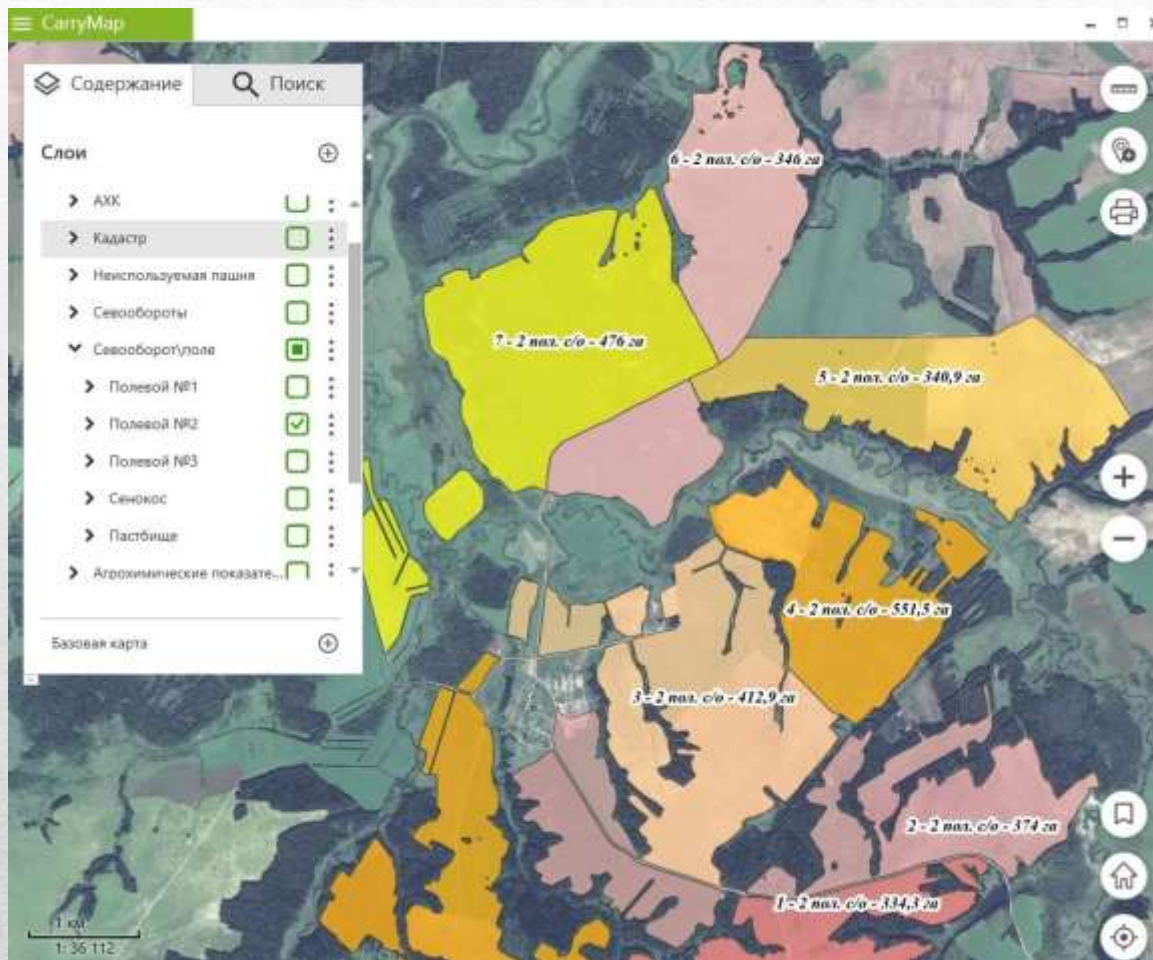 CarryMap
Содержание
Поиск
Слои
АХК
Кадастр
Неиспользуемая пашня
Севообороты
Севооборот\поле
Полевой №1
Полевой №2
Полевой №3
Сенокос
Пастбище
Агрохимические показате...
Базовая карта
6 - 2 пол. с/о - 346 га
7 - 2 пол. с/о - 476 га
5 - 2 пол. с/о - 340,9 га
4 - 2 пол. с/о - 551,5 га
3 - 2 пол. с/о - 412,9 га
2 - 2 пол. с/о - 374 га
1 - 2 пол. с/о - 334,3 га
1 км
1: 36 112